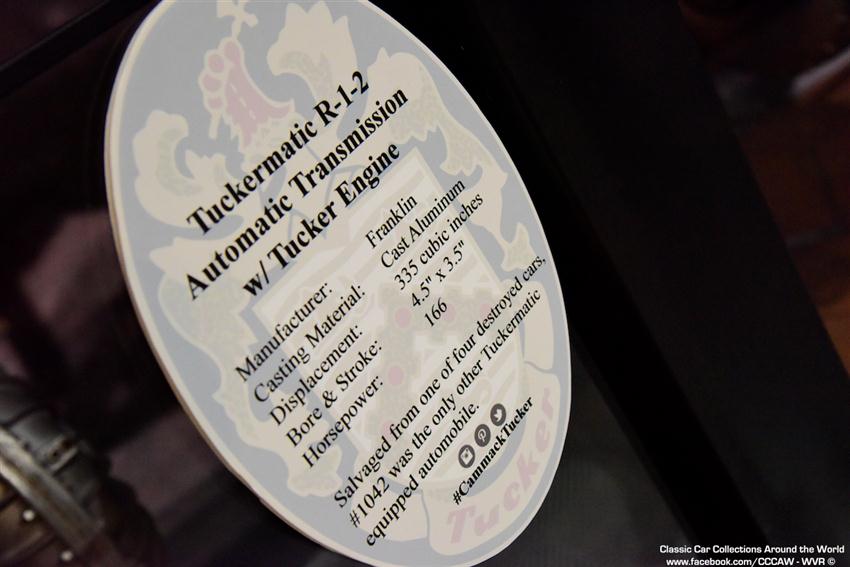 Tuckermatic R-1-2
Automatic Transmission
w/ Tucker Engine
Manufacturer: Franklin
Casting Material: Cast Aluminum
Displacement: 335 cubic inches
Bore & Stroke: 4.5" x 3.5"
Horsepower: 166
Salvaged from one of four destroyed cars,
#1042 was the only other Tuckermatic
equipped automobile.
#CammackTucker
Tucker
Classic Car Collections Around the World
www.facebook.com/CCCAW - WVR ©